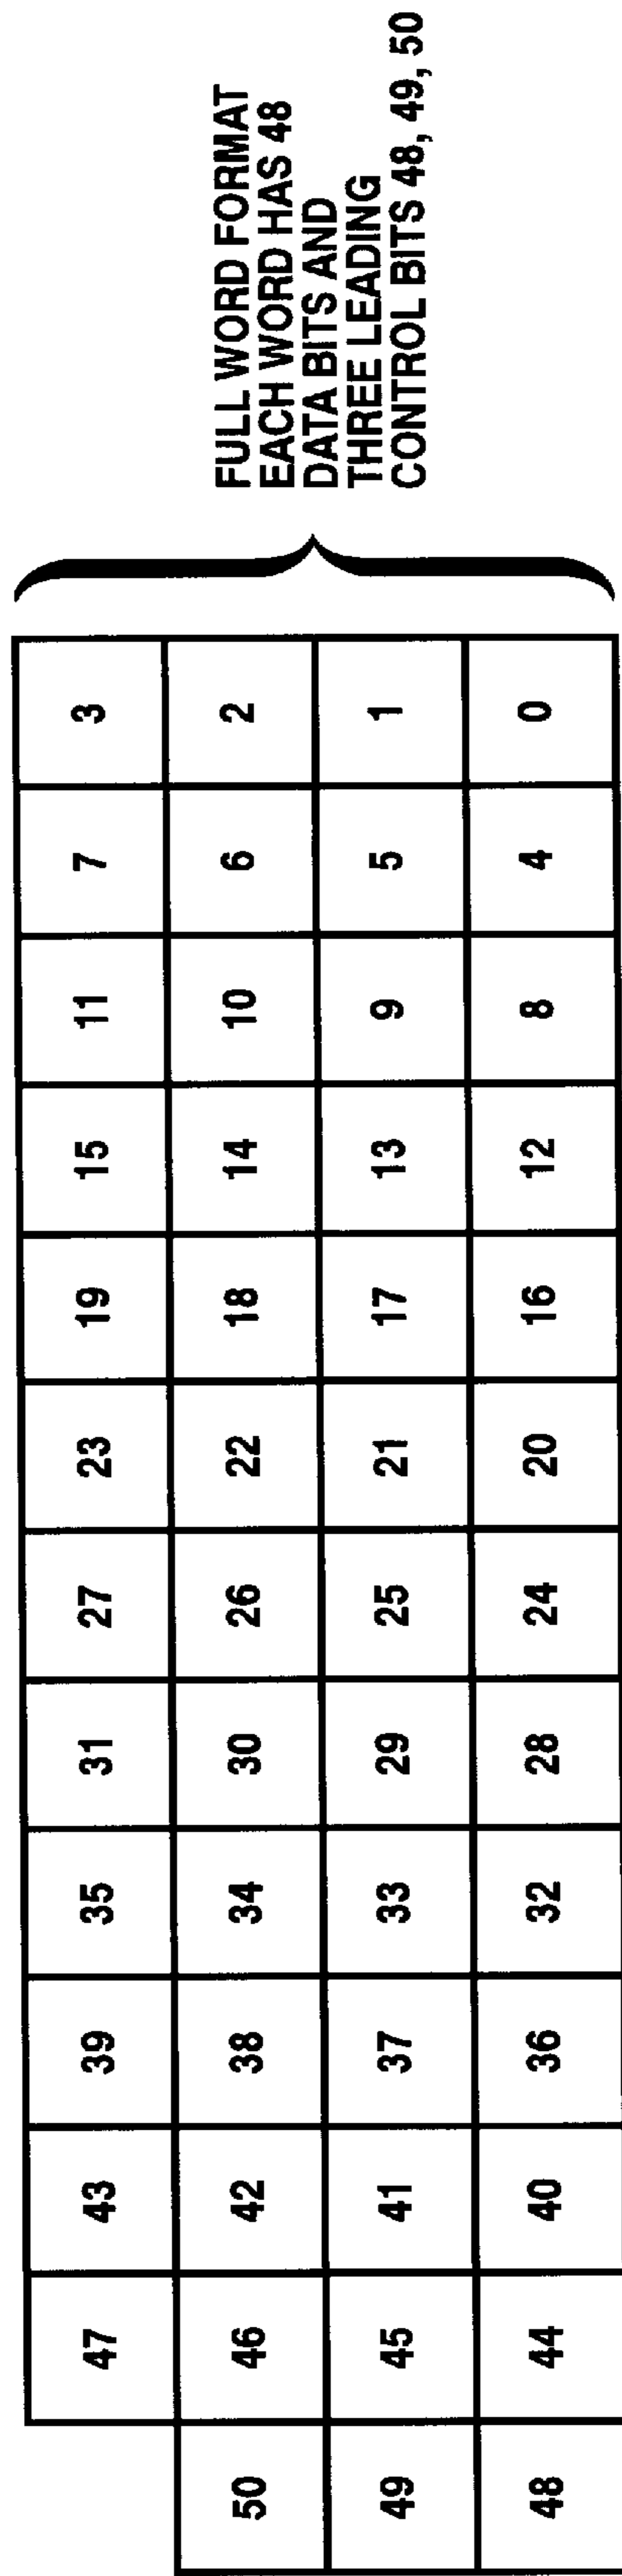 47 43 39 35 31 27 23 19 15 11 7 3
50 46 42 38 34 30 26 22 18 14 10 6 2
49 45 41 37 33 29 25 21 17 13 9 5 1
48 44 40 36 32 28 24 20 16 12 8 4 0
FULL WORD FORMAT
EACH WORD HAS 48
DATA BITS AND
THREE LEADING
CONTROL BITS 48, 49, 50